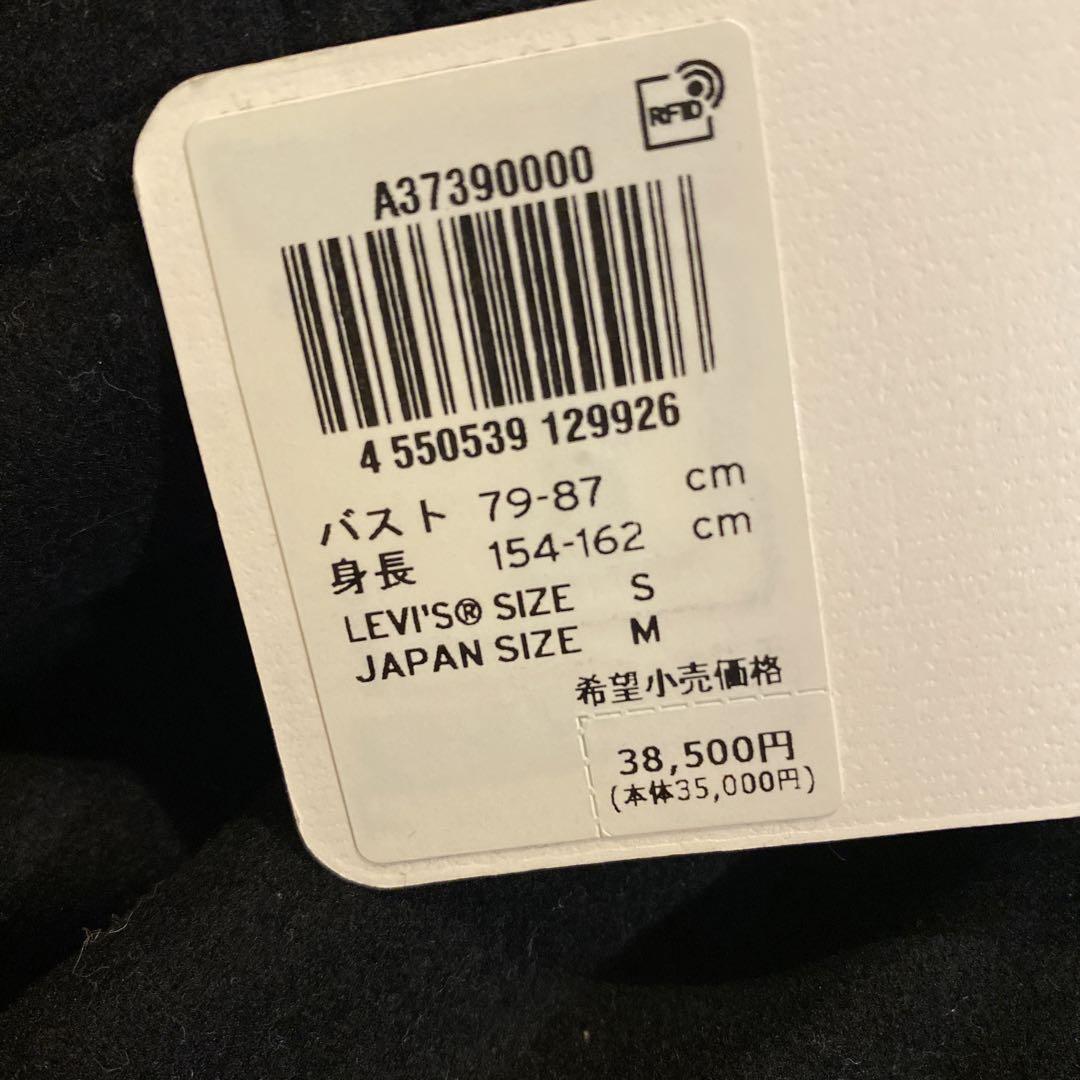 RFID
A37390000
4 550539 129926
バスト 79-87 cm
身長 154-162 cm
LEVI'S® SIZE S
JAPAN SIZE M
希望小売価格
38,500円
(本体35,000円)